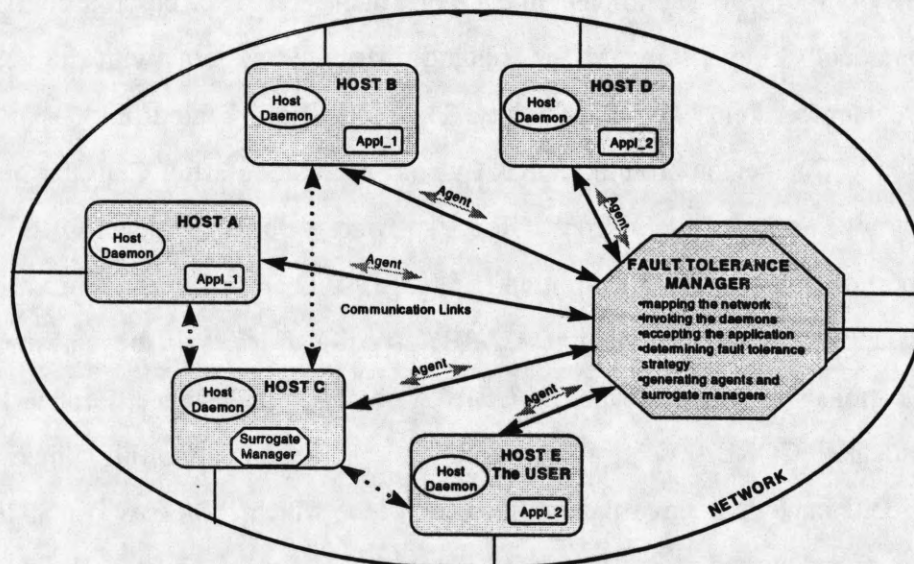 HOST B
Host
Daemon
Appl_1
HOST D
Host
Daemon
Appl_2
Agent
Agent
HOST A
Host
Daemon
Appl_1
Agent
Communication Links
FAULT TOLERANCE
MANAGER
•mapping the network
•invoking the daemons
•accepting the application
•determining fault tolerance
strategy
•generating agents and
surrogate managers
HOST C
Host
Daemon
Surrogate
Manager
Agent
Agent
HOST E
The USER
Host
Daemon
Appl_2
NETWORK